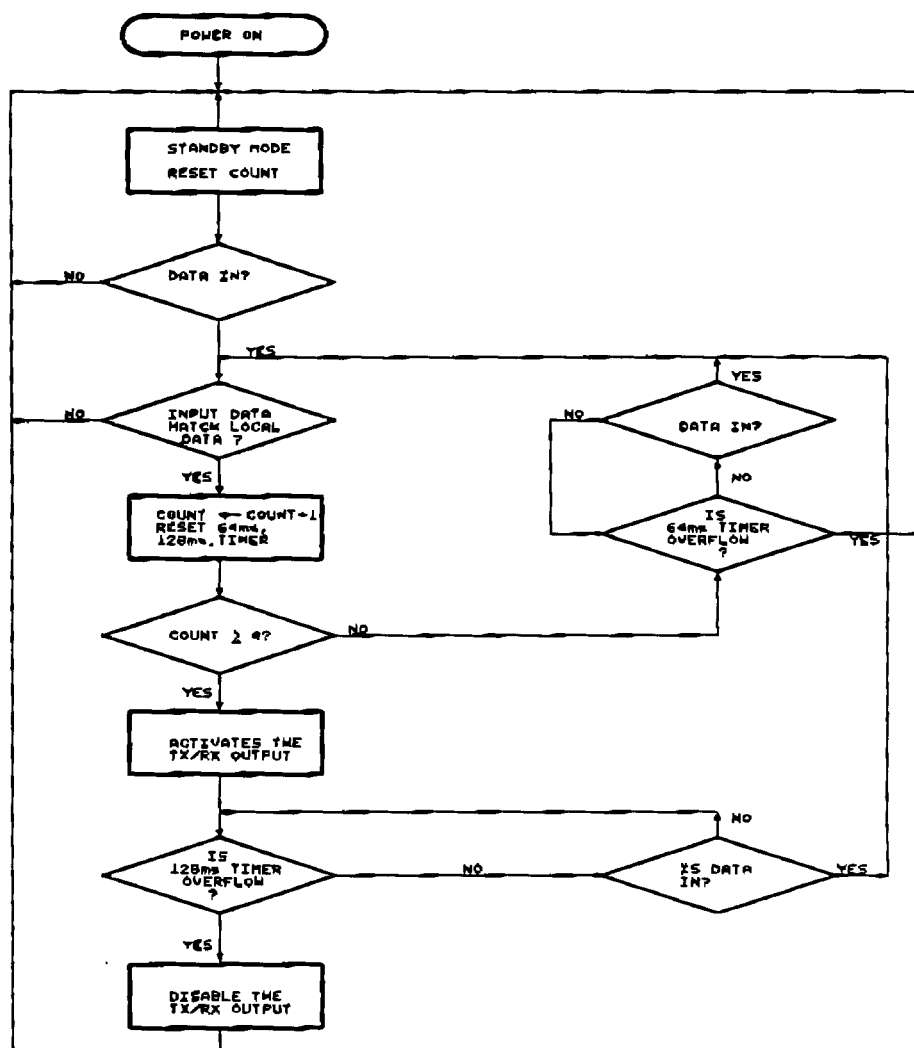 POWER ON
STANDBY MODE
RESET COUNT
DATA IN?
NO
YES
INPUT DATA
MATCH LOCAL
DATA ?
NO
YES
DATA IN?
NO
YES
COUNT ← COUNT+1
RESET 64ms,
128ms, TIMER
IS
64ms TIMER
OVERFLOW
?
NO
YES
COUNT ≥ 4?
NO
YES
ACTIVATES THE
TX/RX OUTPUT
IS
128ms TIMER
OVERFLOW
?
NO
IS DATA
IN?
NO
YES
YES
DISABLE THE
TX/RX OUTPUT